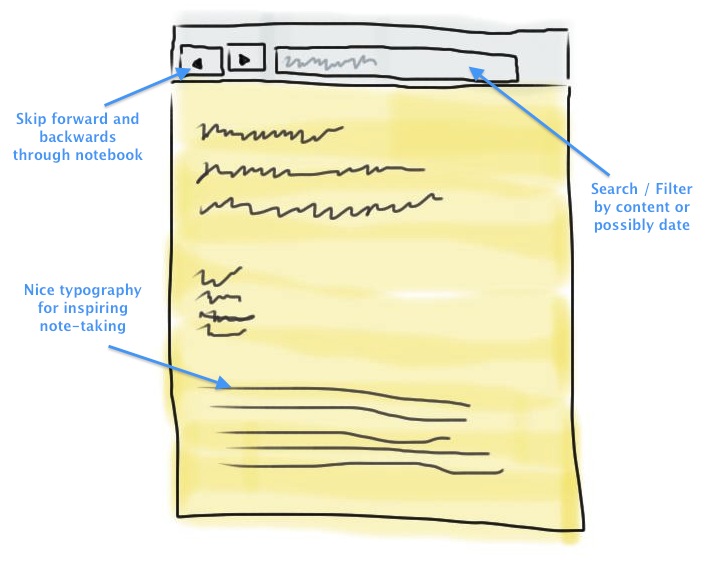 Skip forward and
backwards
through notebook
Search / Filter
by content or
possibly date
Nice typography
for inspiring
note-taking